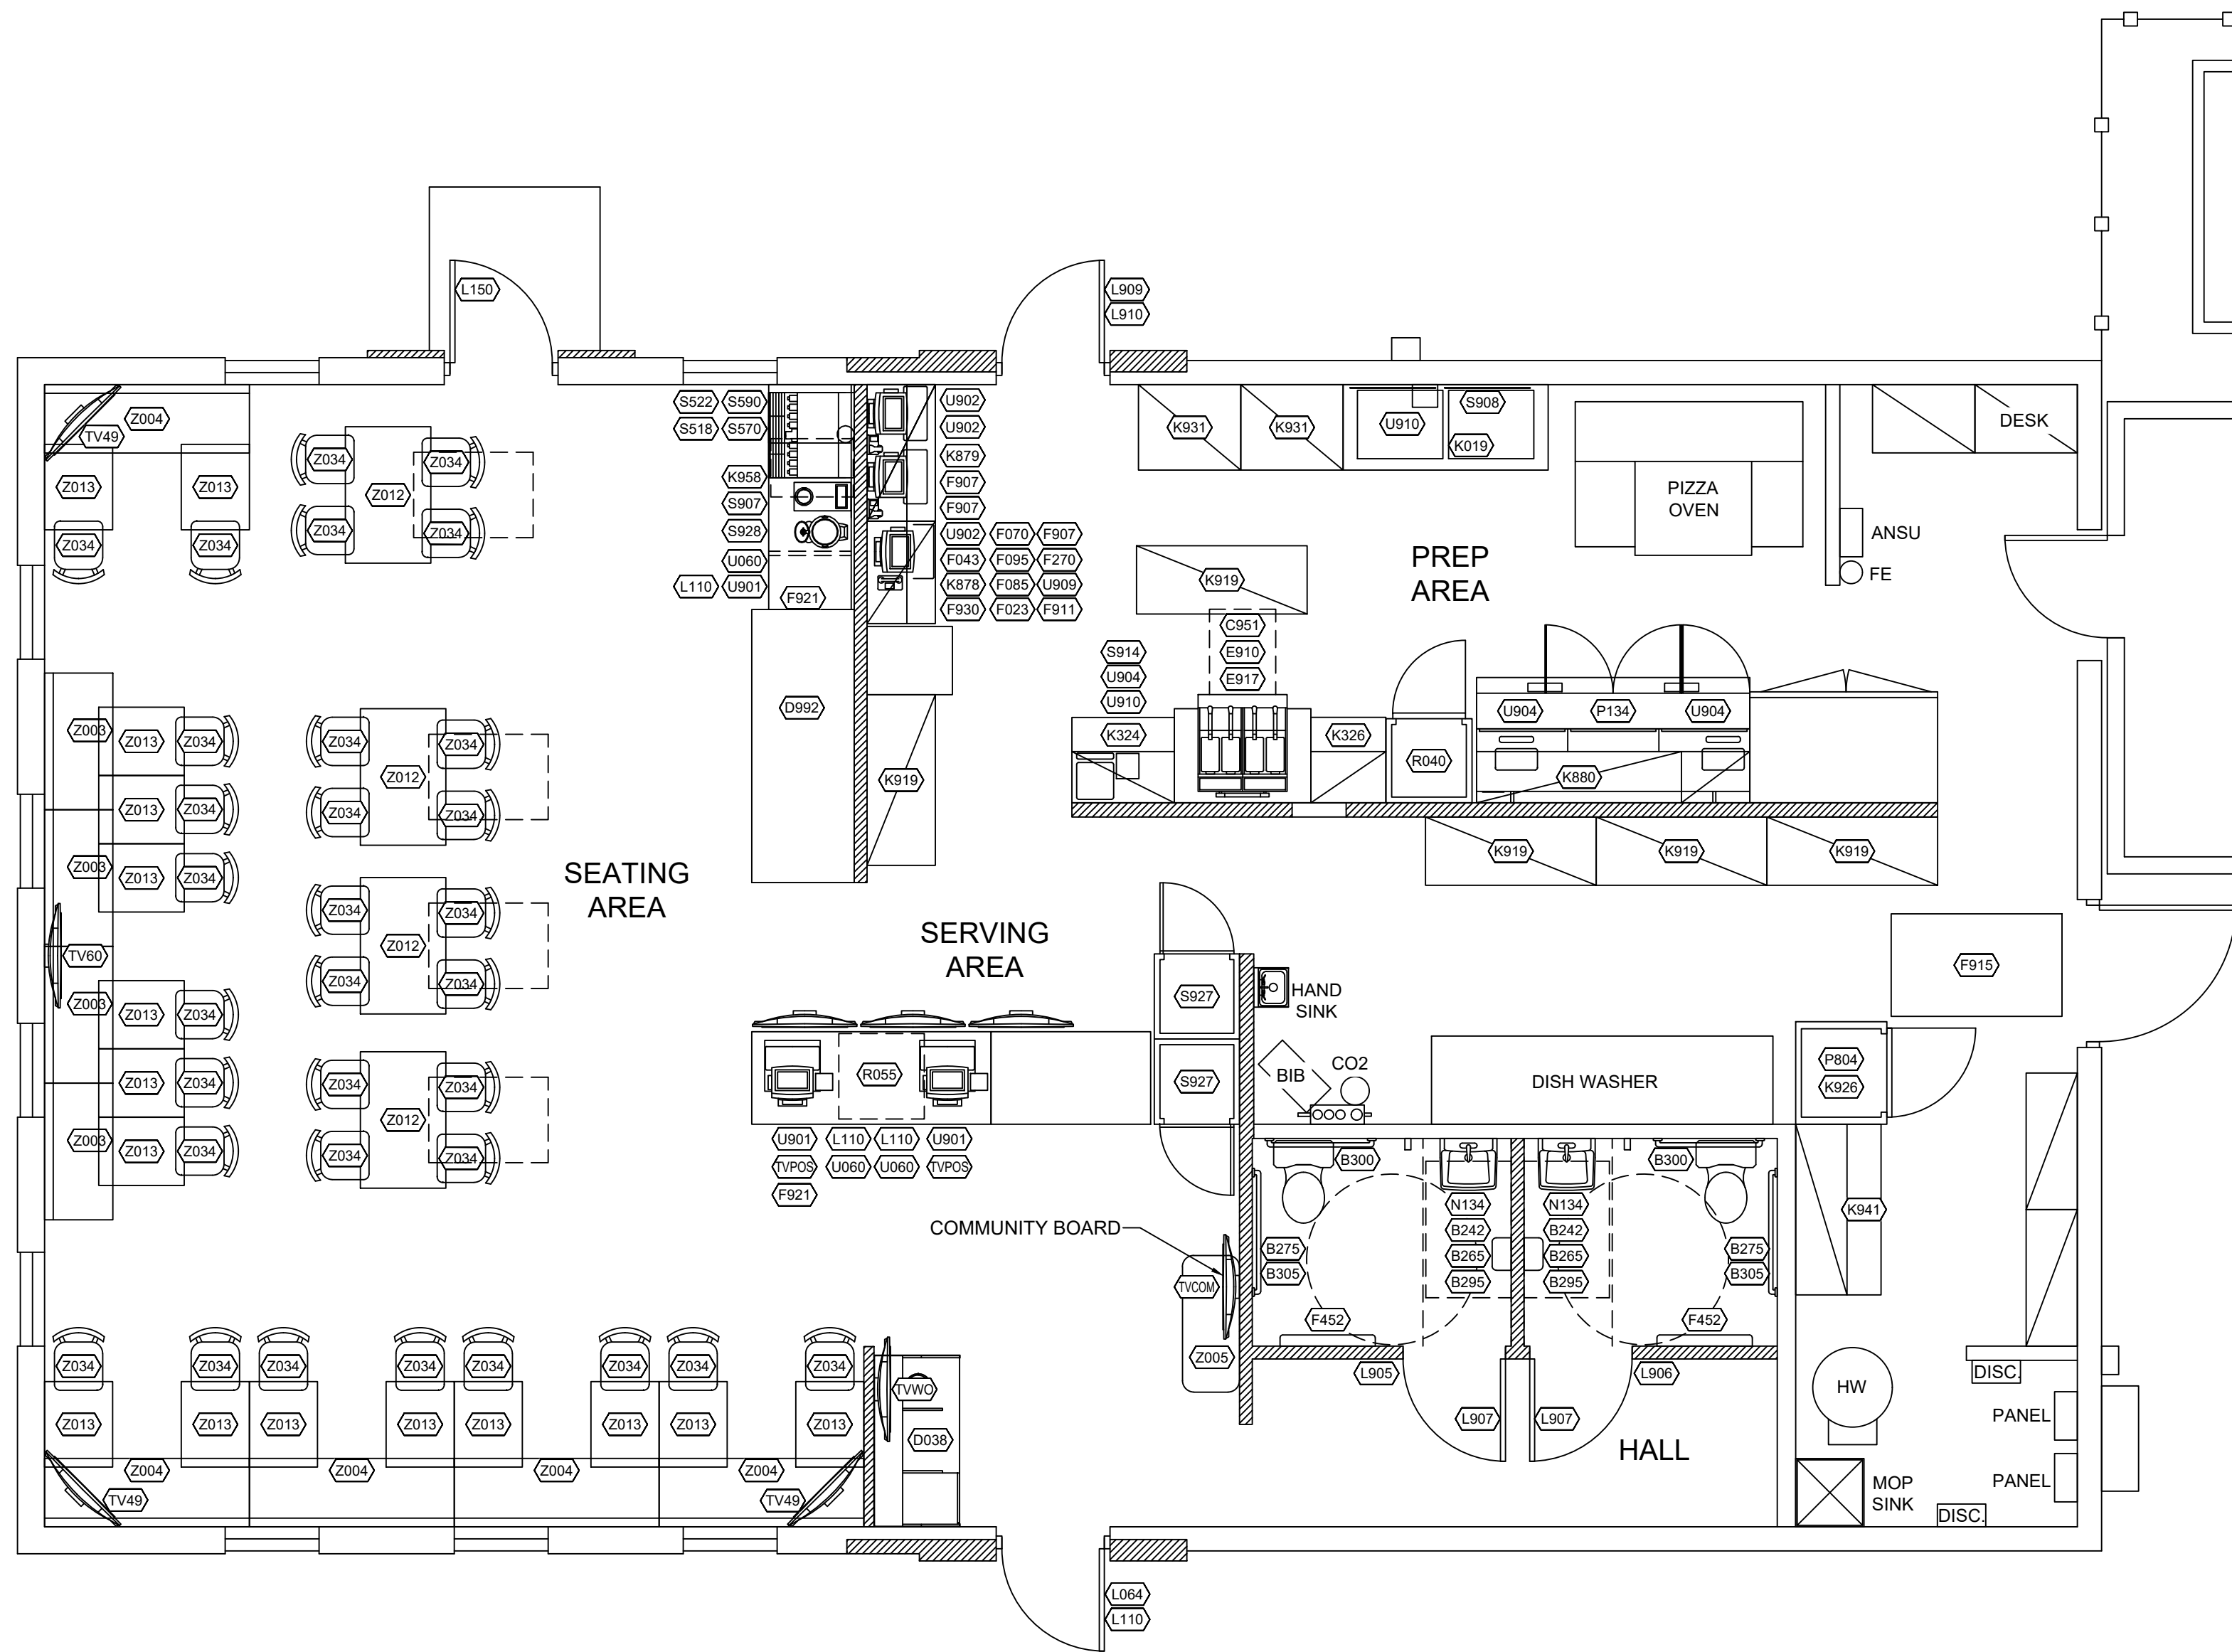 L150
L909
L910
Z004
TV49
Z013
Z013
Z034
Z034
Z034
Z034
Z034
Z034
Z012
S522
S590
S518
S570
K958
S907
S928
U060
L110
U901
F921
U902
U902
K879
F907
F907
U902
F070
F907
F043
F095
F270
K878
F085
U909
F930
F023
F911
K931
K931
U910
S908
K019
DESK
PIZZA
OVEN
ANSU
FE
PREP
AREA
K919
C951
E910
E917
S914
U904
U910
K324
K326
R040
U904
P134
U904
K880
D992
K919
K919
K919
K919
Z003
Z013
Z034
Z013
Z034
Z003
Z013
Z034
Z034
Z034
Z012
Z034
Z034
SEATING
AREA
Z034
Z034
Z012
Z034
Z034
TV60
Z003
Z013
Z034
Z013
Z034
Z003
Z013
Z034
Z034
Z034
Z012
Z034
Z034
SERVING
AREA
S927
HAND
SINK
F915
R055
S927
BIB
CO2
DISH WASHER
P804
K926
U901
L110
L110
U901
TVPOS
U060
U060
TVPOS
F921
COMMUNITY BOARD
TVCOM
Z005
B300
B300
N134
N134
B242
B242
B275
B265
B265
B275
B305
B295
B295
B305
F452
F452
K941
L905
L906
L907
L907
HALL
HW
DISC.
PANEL
PANEL
MOP
SINK
DISC.
Z034
Z034
Z034
Z034
Z034
Z034
Z034
Z034
TVWO
Z013
Z013
Z013
Z013
Z013
Z013
Z013
Z013
D038
Z004
Z004
Z004
Z004
TV49
TV49
L064
L110